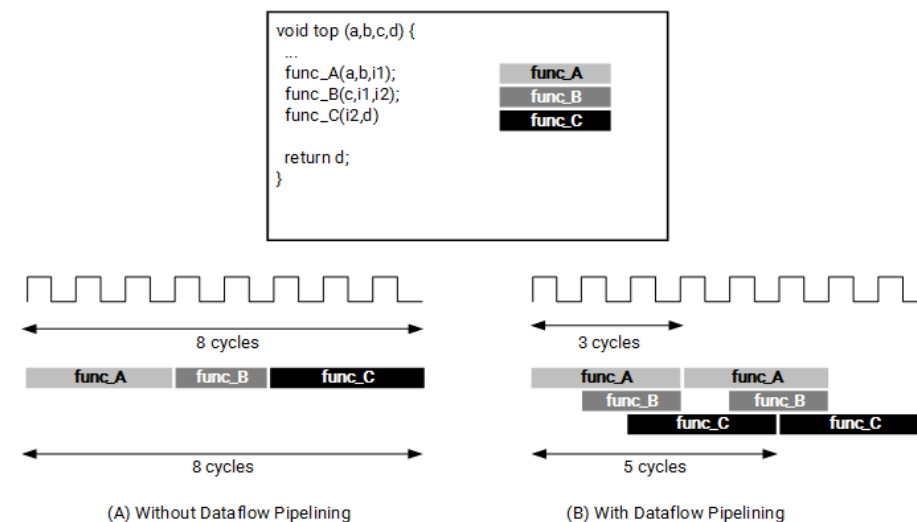 void top (a,b,c,d) {
...
func_A(a,b,i1);
func_B(c,i1,i2);
func_C(i2,d)
return d;
}
func_A
func_B
func_C
8 cycles
func_A func_B func_C
8 cycles
(A) Without Dataflow Pipelining
3 cycles
func_A func_A
func_B func_B
func_C func_C
5 cycles
(B) With Dataflow Pipelining